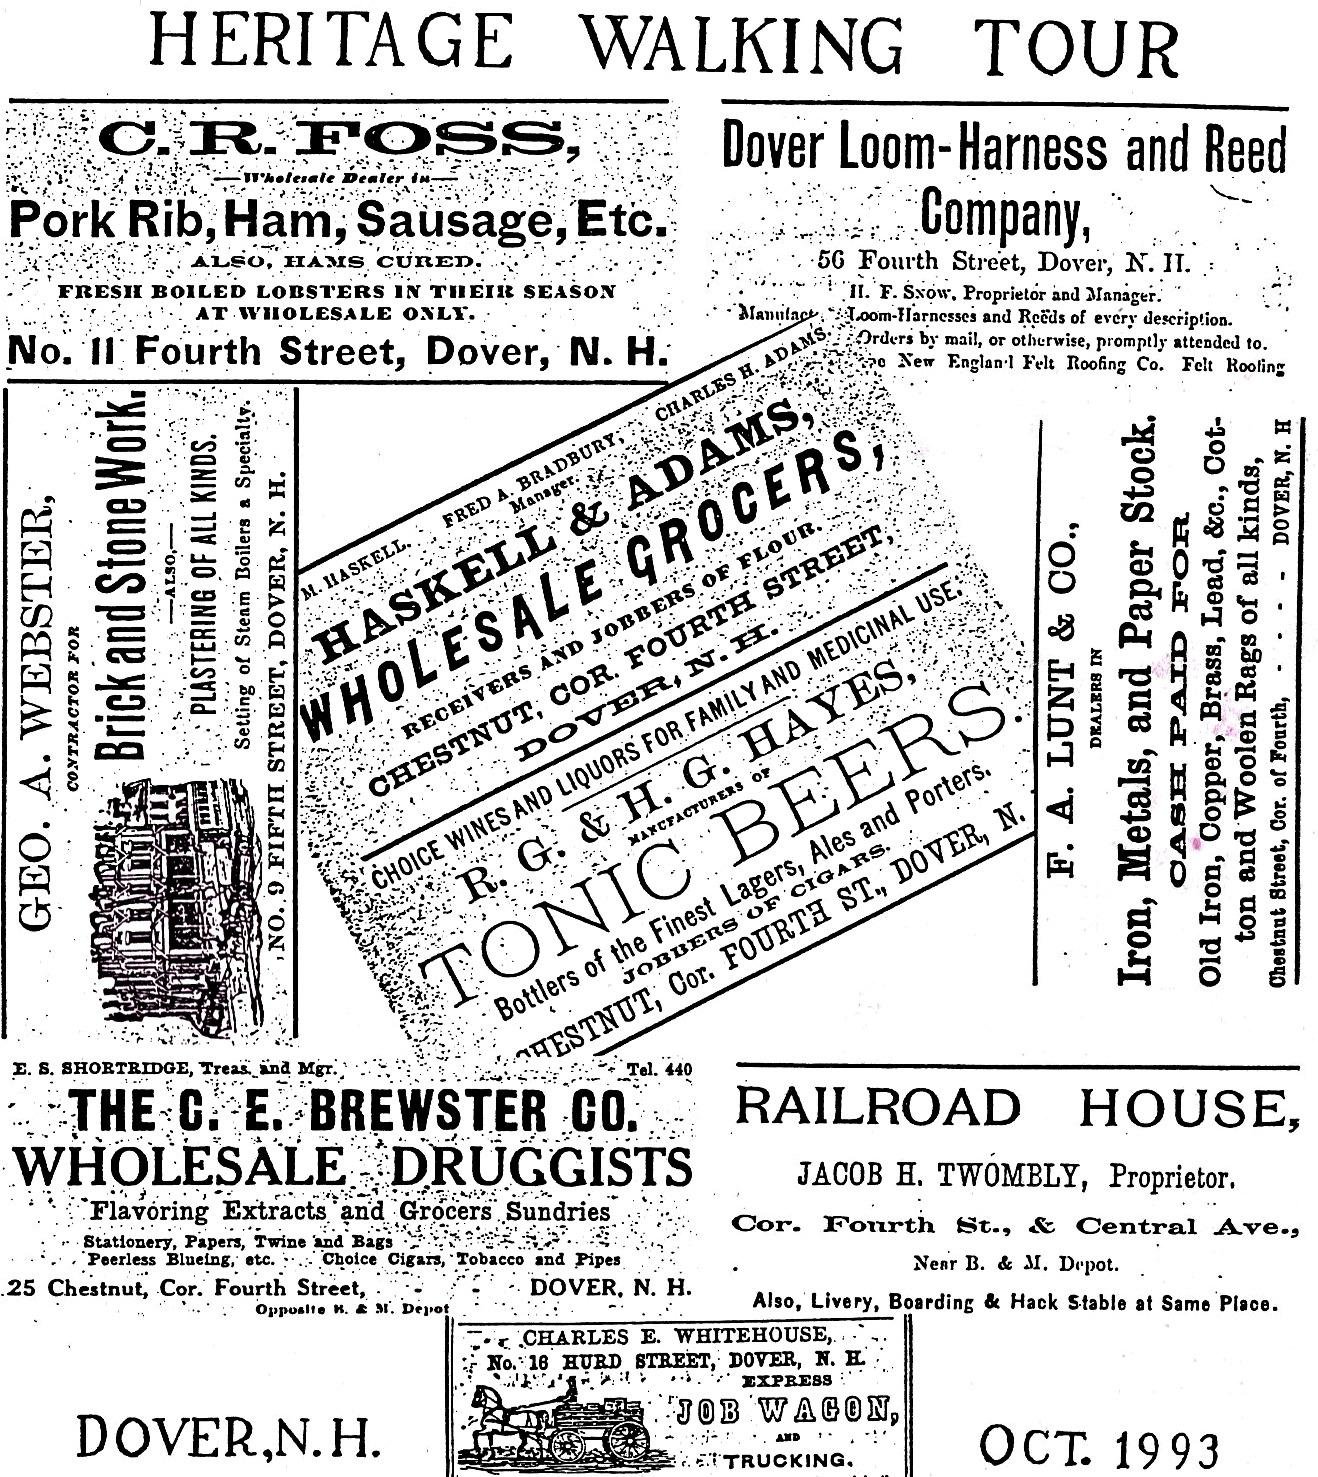 HERITAGE WALKING TOUR
C. R. FOSS,
Wholesale Dealer in
Pork Rib, Ham, Sausage, Etc.
ALSO, HAMS CURED.
FRESH BOILED LOBSTERS IN THEIR SEASON
AT WHOLESALE ONLY.
No. 11 Fourth Street, Dover, N. H.
Dover Loom-Harness and Reed
Company,
56 Fourth Street, Dover, N. H.
H. F. Snow, Proprietor and Manager.
Loom-Harnesses and Reeds of every description.
Orders by mail, or otherwise, promptly attended to.
New England Felt Roofing Co. Felt Roofing
GEO. A. WEBSTER,
CONTRACTOR FOR
Brick and Stone Work.
—ALSO,—
PLASTERING OF ALL KINDS.
Setting of Steam Boilers a Specialty.
NO. 9 FIFTH STREET, DOVER, N. H.
M. HASKELL. FRED A. BRADBURY, CHARLES H. ADAMS.
Manager.
HASKELL & ADAMS,
WHOLESALE GROCERS,
RECEIVERS AND JOBBERS OF FLOUR.
CHESTNUT, COR. FOURTH STREET,
DOVER, N. H.
CHOICE WINES AND LIQUORS FOR FAMILY AND MEDICINAL USE.
R. G. & H. G. HAYES,
MANUFACTURERS OF
TONIC BEERS.
Bottlers of the Finest Lagers, Ales and Porters.
JOBBERS OF CIGARS.
CHESTNUT, Cor. FOURTH ST., DOVER, N.
F. A. LUNT & CO.,
DEALERS IN
Iron, Metals, and Paper Stock.
CASH PAID FOR
Old Iron, Copper, Brass, Lead, &c., Cot-
ton and Woolen Rags of all kinds,
Chestnut Street, Cor. of Fourth, - - - - DOVER, N. H
E. S. SHORTRIDGE, Treas. and Mgr. Tel. 440
THE C. E. BREWSTER CO.
WHOLESALE DRUGGISTS
Flavoring Extracts and Grocers Sundries
Stationery, Papers, Twine and Bags
Peerless Blueing, etc. Choice Cigars, Tobacco and Pipes
25 Chestnut, Cor. Fourth Street, - - DOVER, N. H.
Opposite B. & M. Depot
RAILROAD HOUSE,
JACOB H. TWOMBLY, Proprietor.
Cor. Fourth St., & Central Ave.,
Near B. & M. Depot.
Also, Livery, Boarding & Hack Stable at Same Place.
CHARLES E. WHITEHOUSE,
No. 16 HURD STREET, DOVER, N. H.
EXPRESS
JOB WAGON,
AND
TRUCKING.
DOVER, N. H.
OCT. 1993